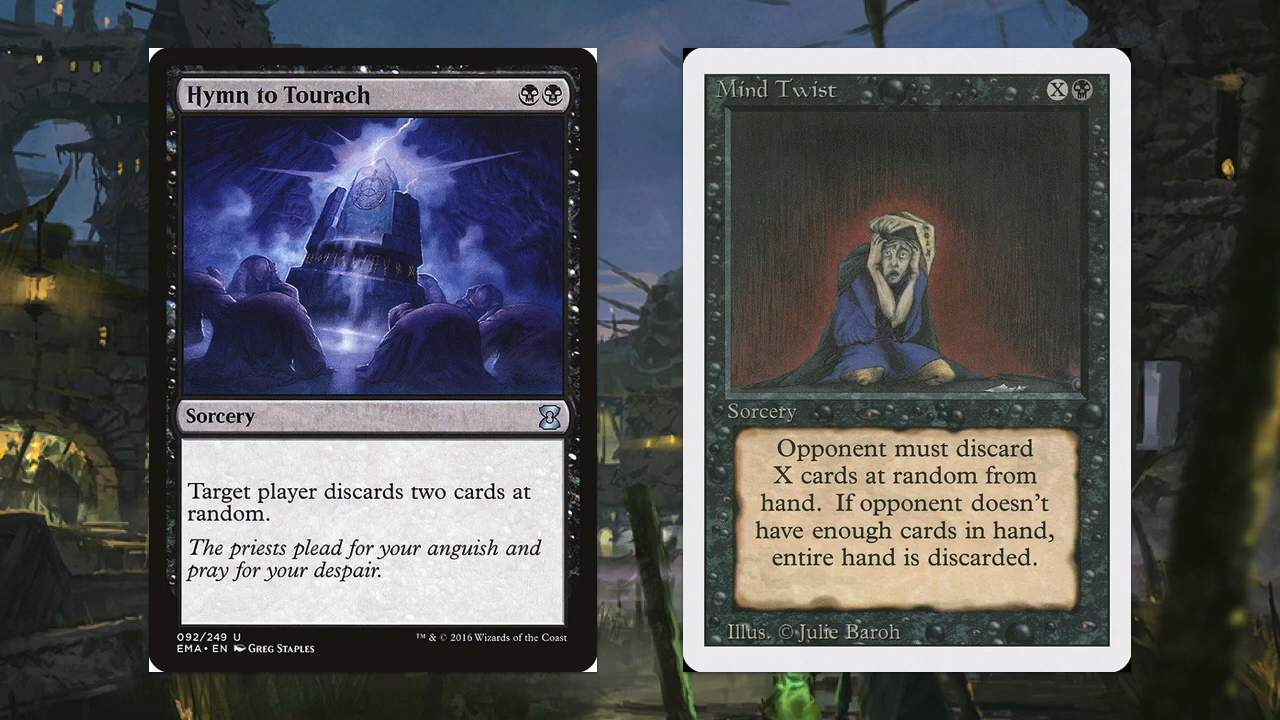 Hymn to Tourach
Sorcery
Target player discards two cards at
random.
The priests plead for your anguish and
pray for your despair.
092/249 U
EMA • EN Greg Staples
™ & © 2016 Wizards of the Coast
Mind Twist
X
Sorcery
Opponent must discard
X cards at random from
hand. If opponent doesn't
have enough cards in hand,
entire hand is discarded.
Illus. © Julie Baroh